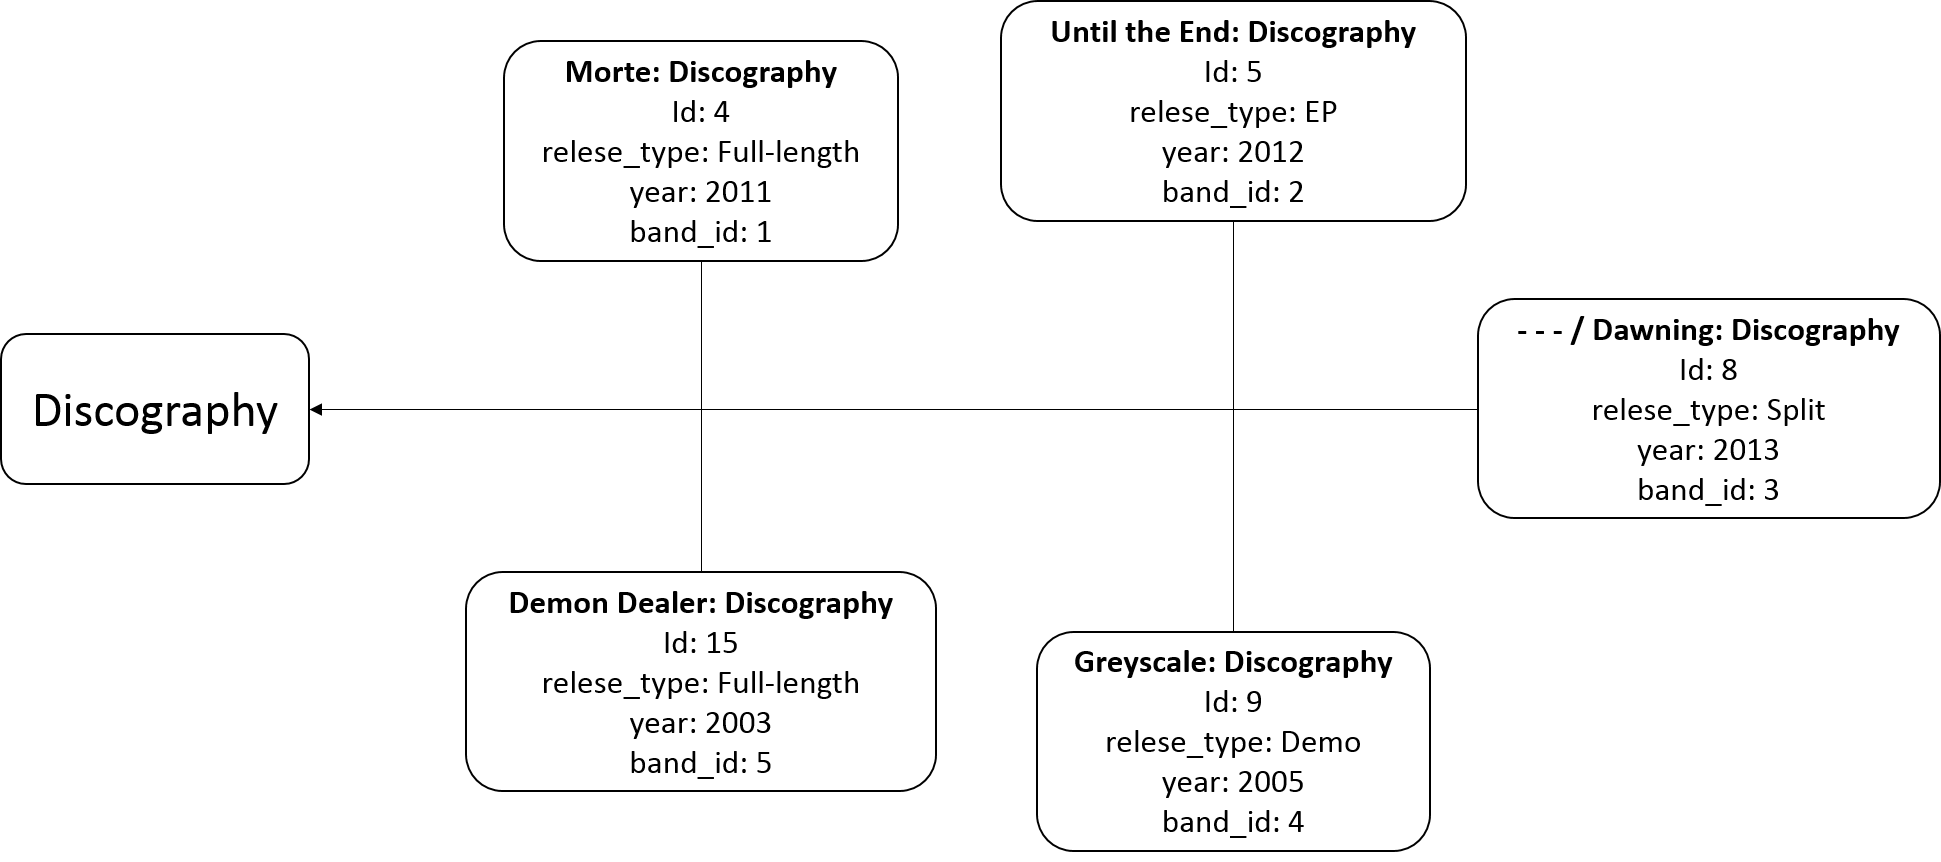 Morte: Discography
Id: 4
relese_type: Full-length
year: 2011
band_id: 1
Until the End: Discography
Id: 5
relese_type: EP
year: 2012
band_id: 2
Discography
- - - / Dawning: Discography
Id: 8
relese_type: Split
year: 2013
band_id: 3
Demon Dealer: Discography
Id: 15
relese_type: Full-length
year: 2003
band_id: 5
Greyscale: Discography
Id: 9
relese_type: Demo
year: 2005
band_id: 4